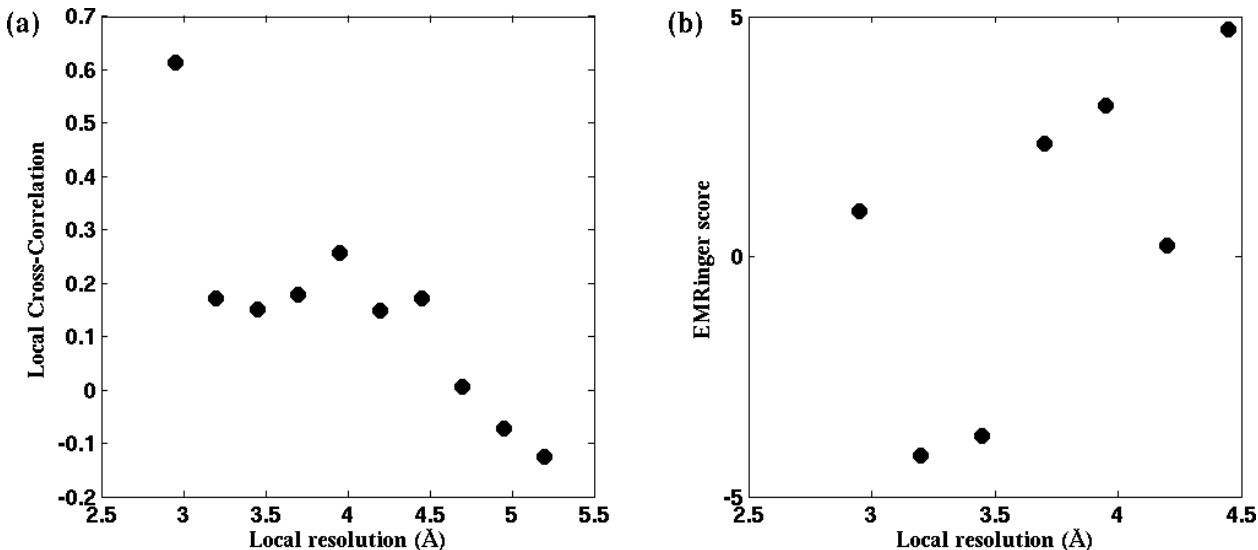 (a)
0.7
0.6
0.5
0.4
0.3
0.2
0.1
0
-0.1
-0.2
Local Cross-Correlation
2.5 3 3.5 4 4.5 5 5.5
Local resolution (Å)
(b)
5
0
-5
EMRinger score
2.5 3 3.5 4 4.5
Local resolution (Å)